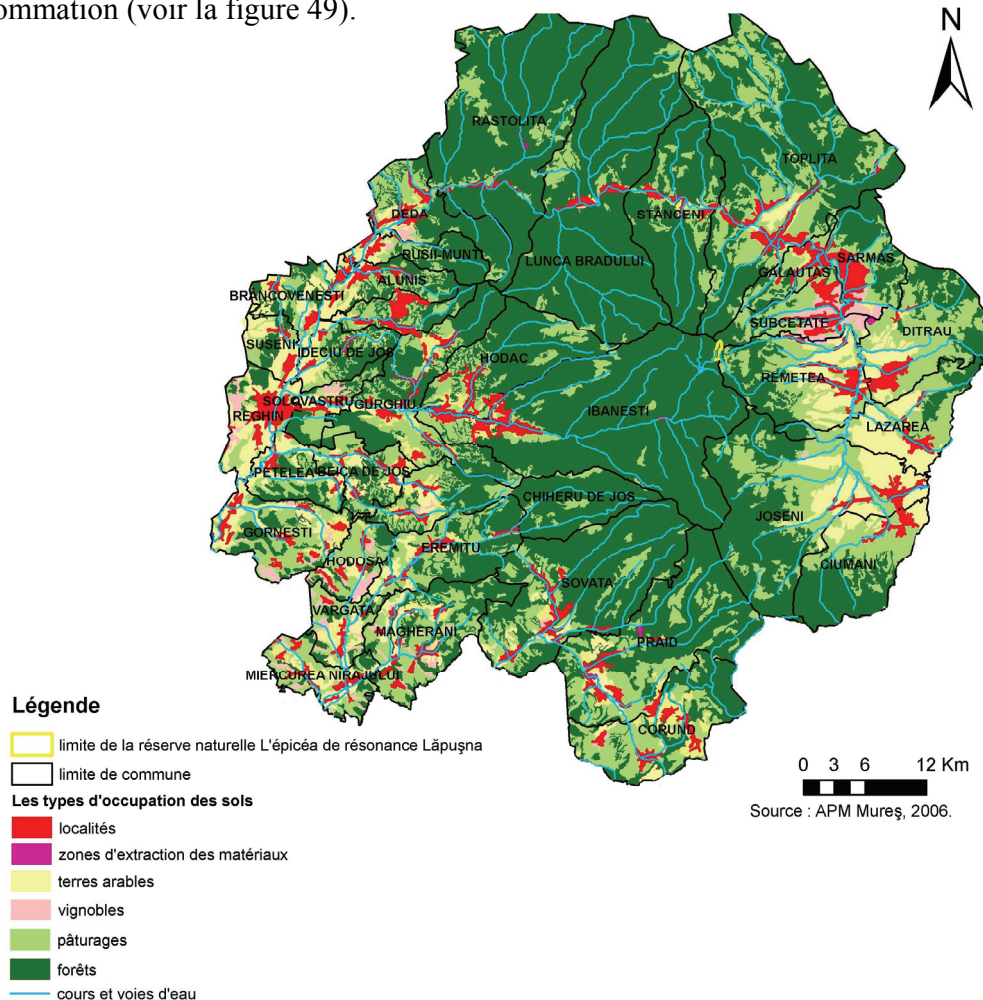 ommation (voir la figure 49).
N
RASTOLITA
TOPLITA
DEDA
STÂNCENI
RUSII-MUNTI
LUNCA BRADULUI
SARMAS
GALAUTAS
ALUNIS
BRÂNCOVENESTI
SUBCETATE
DITRAU
SUSENI
IDECIU DE JOS
HODAC
REMETEA
SOLOVASTRU
GURGHIU
IBANESTI
REGHIN
LAZAREA
PETELEA
BEICA DE JOS
CHIHERU DE JOS
JOSENI
GORNESTI
EREMITU
HODOSA
CIUMANI
SOVATA
VARGATA
MAGHERANI
PRAID
MIERCUREA NIRAJULUI
CORUND
Légende
limite de la réserve naturelle L'épicéa de résonance Lăpuşna
limite de commune
Les types d'occupation des sols
localités
zones d'extraction des matériaux
terres arables
vignobles
pâturages
forêts
cours et voies d'eau
0 3 6 12 Km
Source : APM Mureş, 2006.